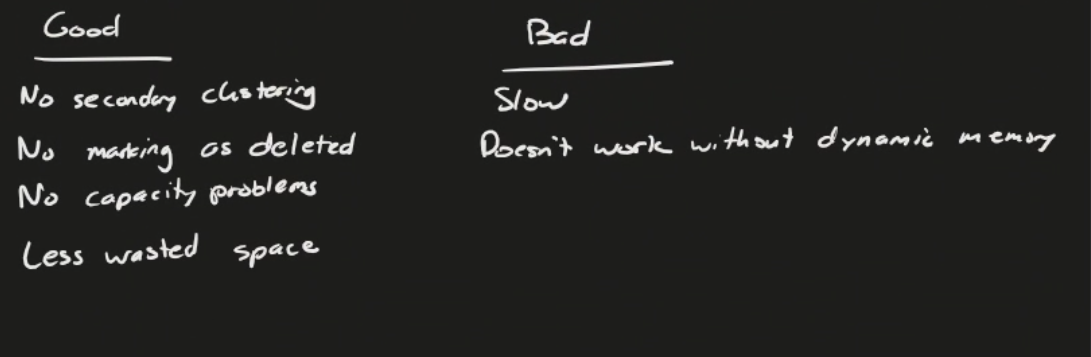 Good
No secondary clustering
No marking as deleted
No capacity problems
Less wasted space
Bad
Slow
Doesn't work without dynamic memory